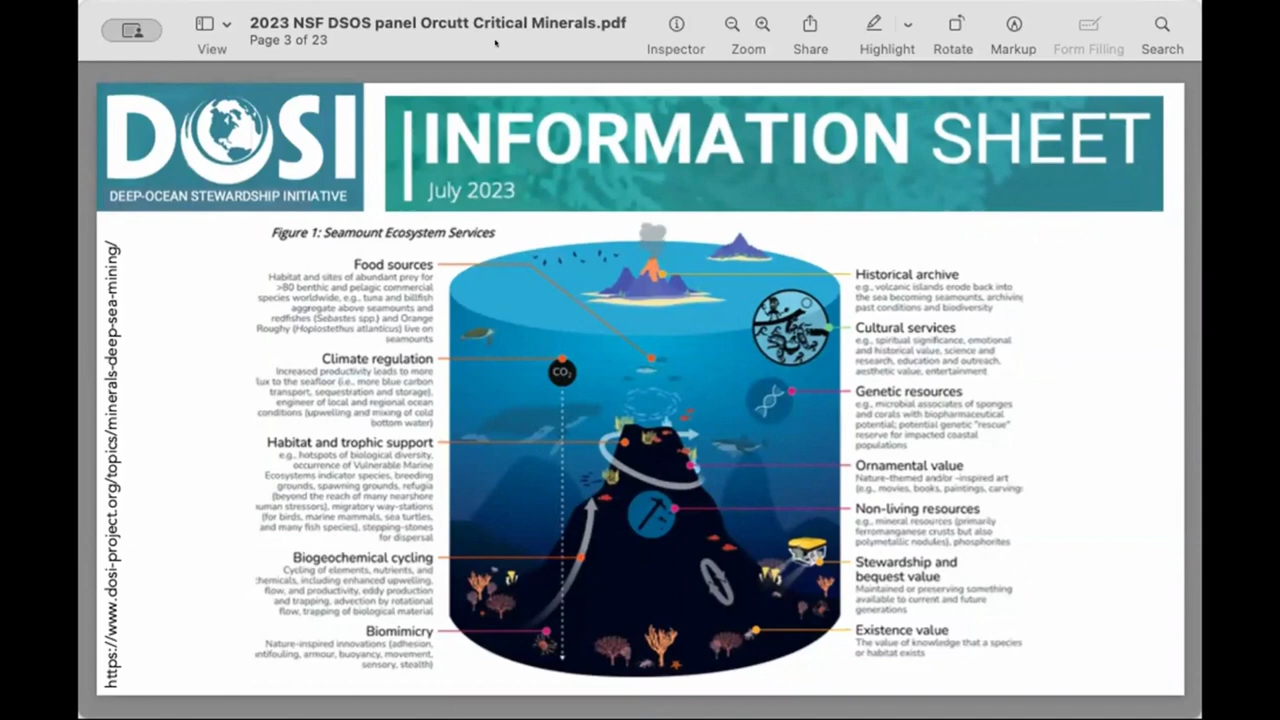 2023 NSF DSOS panel Orcutt Critical Minerals.pdf
Page 3 of 23
View
Inspector
Zoom
Share
Highlight
Rotate
Markup
Form Filling
Search
DOSI
DEEP-OCEAN STEWARDSHIP INITIATIVE
INFORMATION SHEET
July 2023
https://www.dosi-project.org/topics/minerals-deep-sea-mining/
Figure 1: Seamount Ecosystem Services
Food sources
Habitat and sites of abundant prey for
>80 benthic and pelagic commercial
species worldwide, e.g., tuna and billfish
aggregate above seamounts and
redfishes (Sebastes spp.) and Orange
Roughy (Hoplostethus atlanticus) live on
seamounts
Climate regulation
Increased productivity leads to more
lux to the seafloor (i.e., more blue carbon
transport, sequestration and storage),
engineer of local and regional ocean
conditions (upwelling and mixing of cold
bottom water)
Habitat and trophic support
e.g., hotspots of biological diversity,
occurrence of Vulnerable Marine
Ecosystems indicator species, breeding
grounds, spawning grounds, refugia
(beyond the reach of many nearshore
uman stressors), migratory way-stations
(for birds, marine mammals, sea turtles,
and many fish species), stepping-stones
for dispersal
Biogeochemical cycling
Cycling of elements, nutrients, and
chemicals, including enhanced upwelling,
flow, and productivity, eddy production
and trapping, advection by rotational
flow, trapping of biological material
Biomimicry
Nature-inspired innovations (adhesion,
ntifouling, armour, buoyancy, movement,
sensory, stealth)
CO₂
Historical archive
e.g., volcanic islands erode back into
the sea becoming seamounts, archiving
past conditions and biodiversity
Cultural services
e.g., spiritual significance, emotional
and historical value, science and
research, education and outreach,
aesthetic value, entertainment
Genetic resources
e.g., microbial associates of sponges
and corals with biopharmaceutical
potential; potential genetic "rescue"
reserve for impacted coastal
populations
Ornamental value
Nature-themed and/or -inspired art
(e.g., movies, books, paintings, carving:
Non-living resources
e.g., mineral resources (primarily
ferromanganese crusts but also
polymetallic nodules), phosphorites
Stewardship and
bequest value
Maintained or preserving something
available to current and future
generations
Existence value
The value of knowledge that a species
or habitat exists